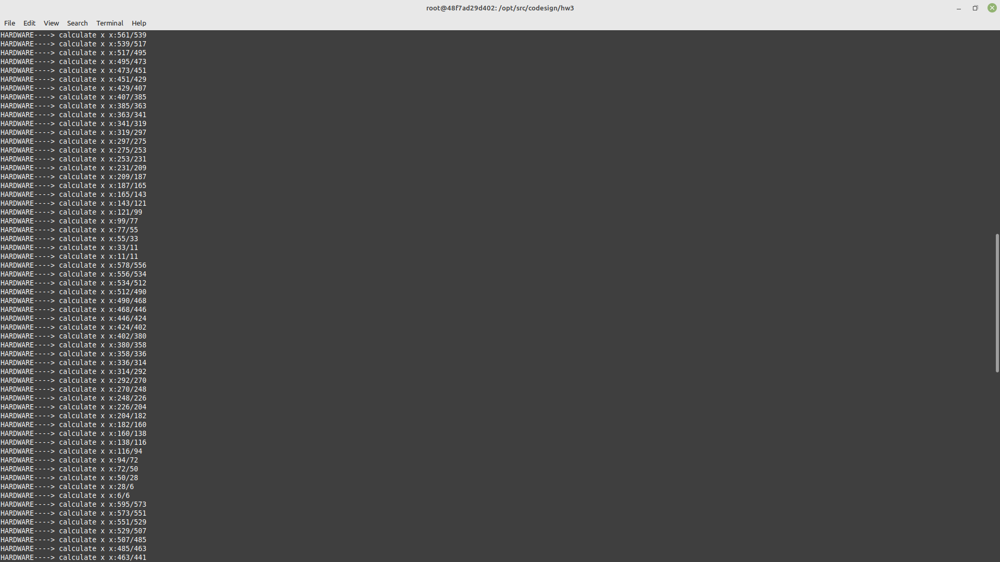 root@48f7ad29d402: /opt/src/codesign/hw3
File Edit View Search Terminal Help
HARDWARE----> calculate x x:561/539
HARDWARE----> calculate x x:539/517
HARDWARE----> calculate x x:517/495
HARDWARE----> calculate x x:495/473
HARDWARE----> calculate x x:473/451
HARDWARE----> calculate x x:451/429
HARDWARE----> calculate x x:429/407
HARDWARE----> calculate x x:407/385
HARDWARE----> calculate x x:385/363
HARDWARE----> calculate x x:363/341
HARDWARE----> calculate x x:341/319
HARDWARE----> calculate x x:319/297
HARDWARE----> calculate x x:297/275
HARDWARE----> calculate x x:275/253
HARDWARE----> calculate x x:253/231
HARDWARE----> calculate x x:231/209
HARDWARE----> calculate x x:209/187
HARDWARE----> calculate x x:187/165
HARDWARE----> calculate x x:165/143
HARDWARE----> calculate x x:143/121
HARDWARE----> calculate x x:121/99
HARDWARE----> calculate x x:99/77
HARDWARE----> calculate x x:77/55
HARDWARE----> calculate x x:55/33
HARDWARE----> calculate x x:33/11
HARDWARE----> calculate x x:11/11
HARDWARE----> calculate x x:578/556
HARDWARE----> calculate x x:556/534
HARDWARE----> calculate x x:534/512
HARDWARE----> calculate x x:512/490
HARDWARE----> calculate x x:490/468
HARDWARE----> calculate x x:468/446
HARDWARE----> calculate x x:446/424
HARDWARE----> calculate x x:424/402
HARDWARE----> calculate x x:402/380
HARDWARE----> calculate x x:380/358
HARDWARE----> calculate x x:358/336
HARDWARE----> calculate x x:336/314
HARDWARE----> calculate x x:314/292
HARDWARE----> calculate x x:292/270
HARDWARE----> calculate x x:270/248
HARDWARE----> calculate x x:248/226
HARDWARE----> calculate x x:226/204
HARDWARE----> calculate x x:204/182
HARDWARE----> calculate x x:182/160
HARDWARE----> calculate x x:160/138
HARDWARE----> calculate x x:138/116
HARDWARE----> calculate x x:116/94
HARDWARE----> calculate x x:94/72
HARDWARE----> calculate x x:72/50
HARDWARE----> calculate x x:50/28
HARDWARE----> calculate x x:28/6
HARDWARE----> calculate x x:6/6
HARDWARE----> calculate x x:595/573
HARDWARE----> calculate x x:573/551
HARDWARE----> calculate x x:551/529
HARDWARE----> calculate x x:529/507
HARDWARE----> calculate x x:507/485
HARDWARE----> calculate x x:485/463
HARDWARE----> calculate x x:463/441